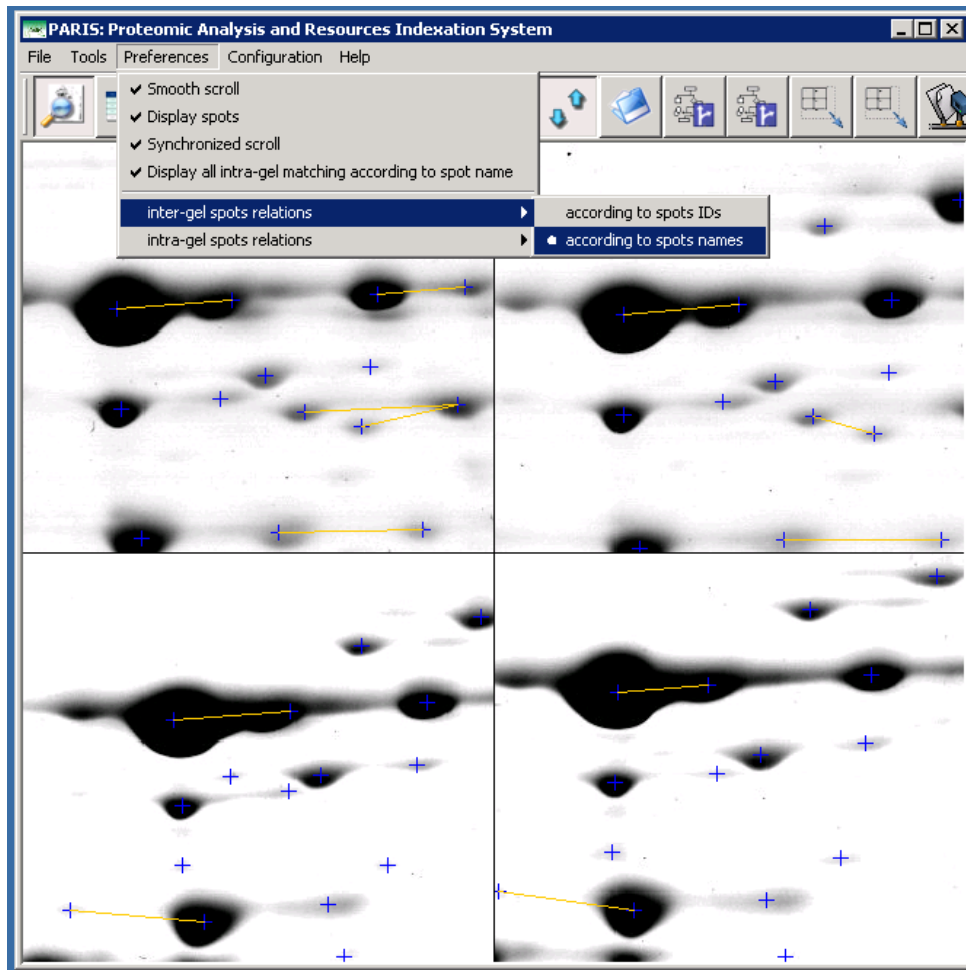 PARIS: Proteomic Analysis and Resources Indexation System
File Tools Preferences Configuration Help
Smooth scroll
Display spots
Synchronized scroll
Display all intra-gel matching according to spot name
inter-gel spots relations
according to spots IDs
intra-gel spots relations
according to spots names